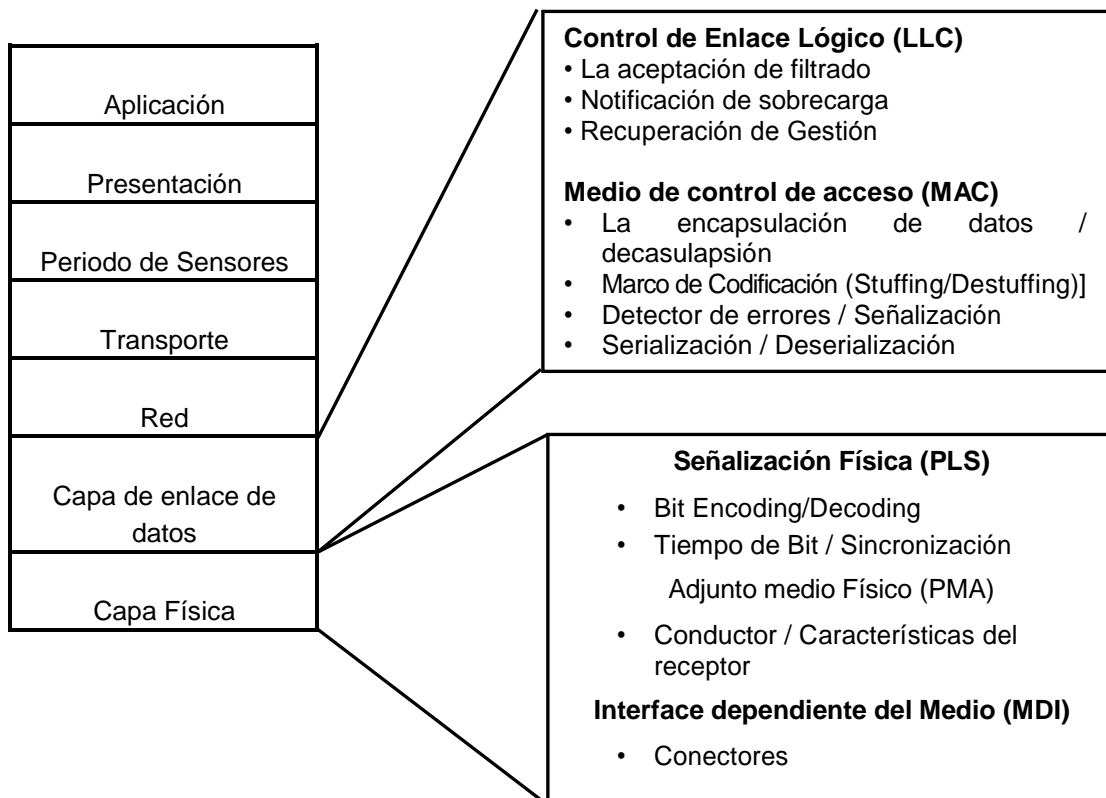 Aplicación
Presentación
Periodo de Sensores
Transporte
Red
Capa de enlace de
datos
Capa Física
Control de Enlace Lógico (LLC)
• La aceptación de filtrado
• Notificación de sobrecarga
• Recuperación de Gestión
Medio de control de acceso (MAC)
• La encapsulación de datos /
decasulapsión
• Marco de Codificación (Stuffing/Destuffing)]
• Detector de errores / Señalización
• Serialización / Deserialización
Señalización Física (PLS)
• Bit Encoding/Decoding
• Tiempo de Bit / Sincronización
Adjunto medio Físico (PMA)
• Conductor / Características del
receptor
Interface dependiente del Medio (MDI)
• Conectores